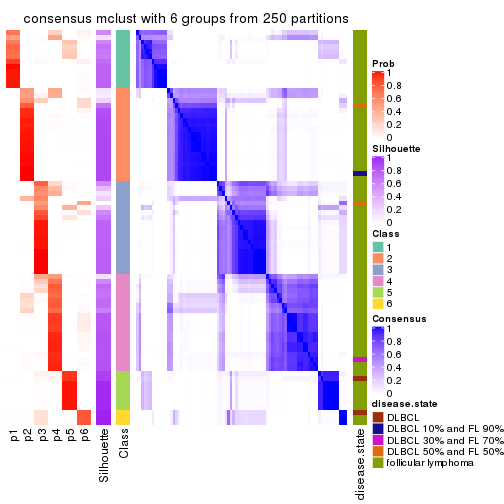 consensus mclust with 6 groups from 250 partitions
Prob
1
0.8
0.6
0.4
0.2
0
Silhouette
1
0.8
0.6
0.4
0.2
0
Class
1
2
3
4
5
6
Consensus
1
0.8
0.6
0.4
0.2
0
disease.state
DLBCL
DLBCL 10% and FL 90%
DLBCL 30% and FL 70%
DLBCL 50% and FL 50%
follicular lymphoma
p1
p2
p3
p4
p5
p6
Silhouette
Class
disease.state